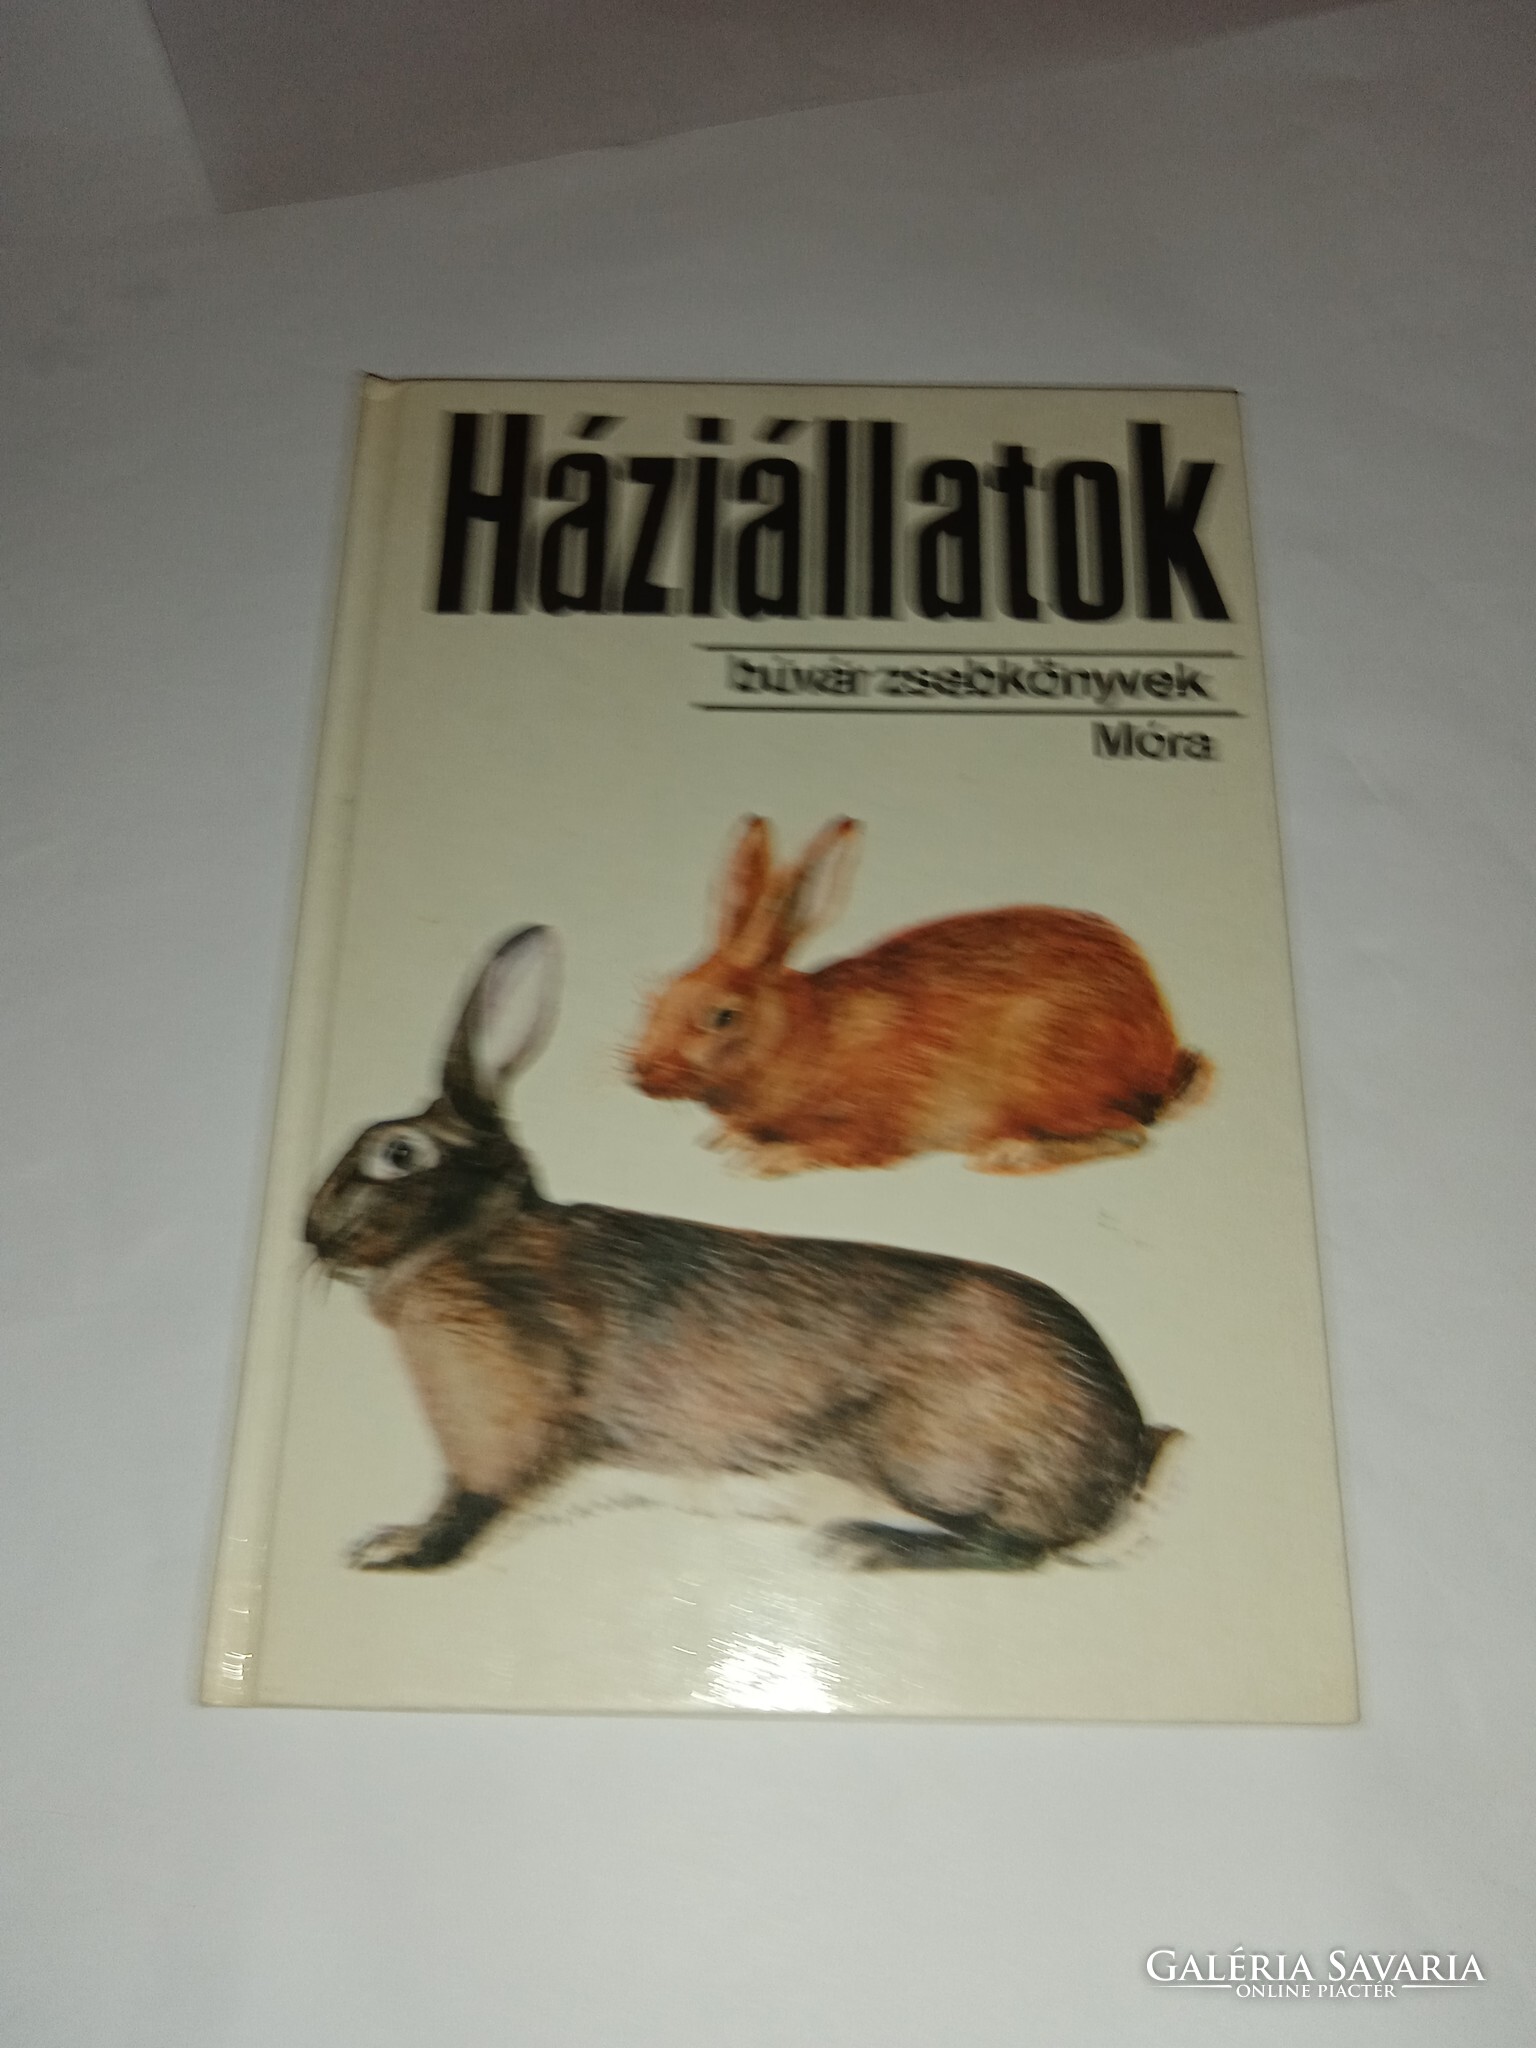 Háziállatok
búvár zsebkönyvek
Móra
GALÉRIA SAVARIA
ONLINE PIACTÉR